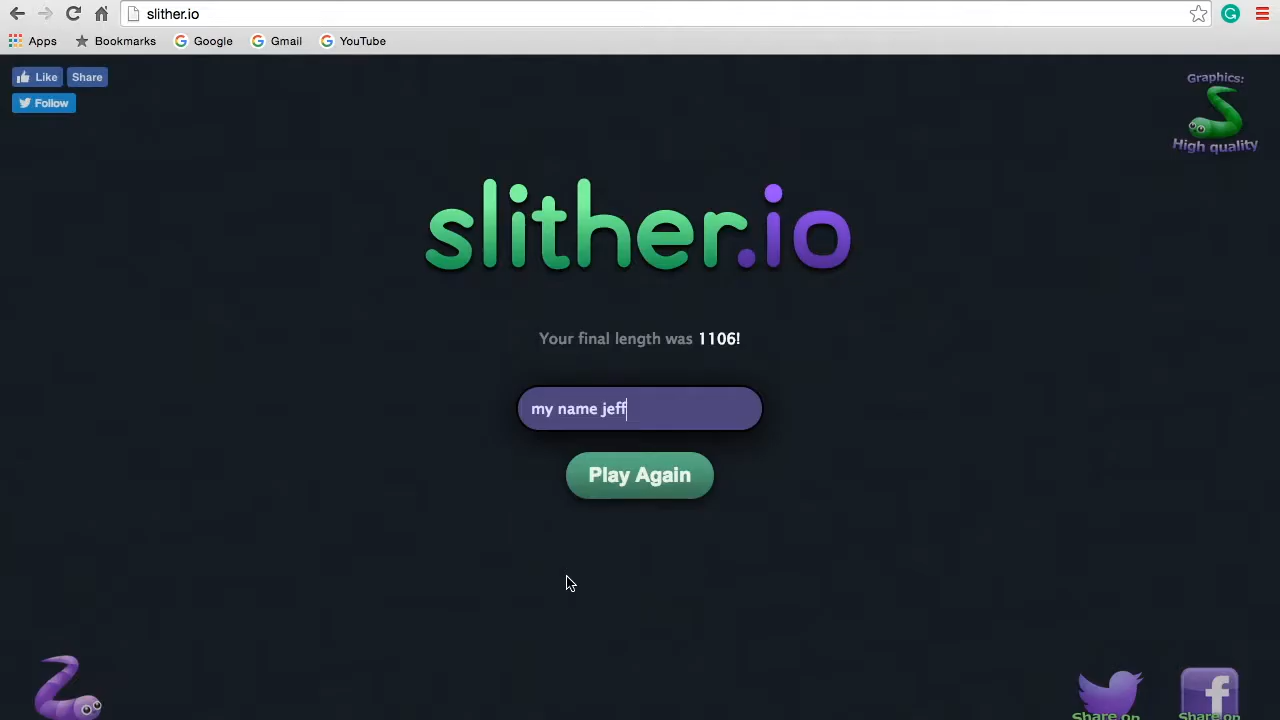 slither.io
Apps Bookmarks Google Gmail YouTube
Like Share
Follow
Graphics:
High quality
slither.io
Your final length was 1106!
my name jeff
Play Again
Share on Share on